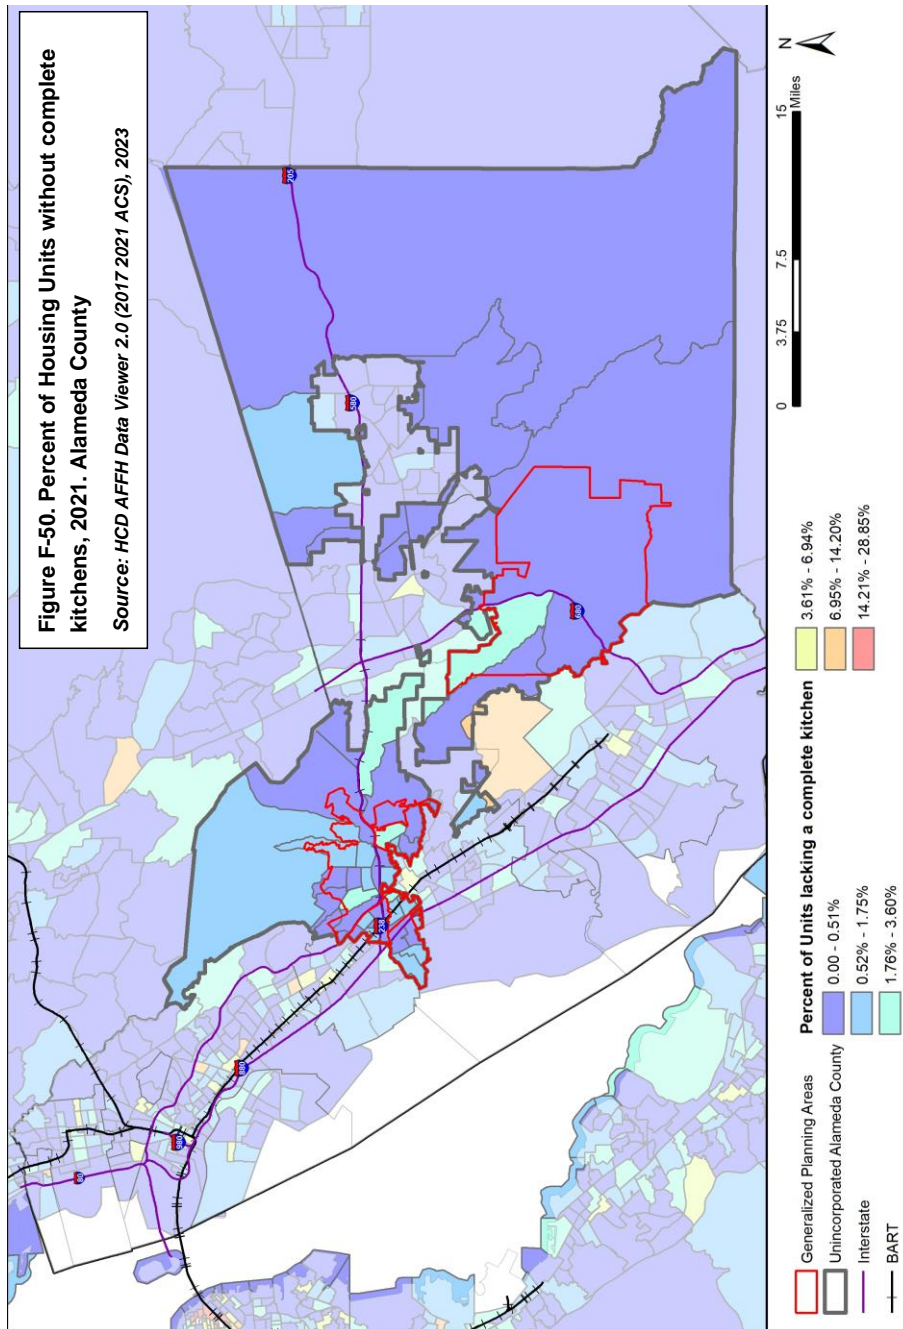 Figure F-50. Percent of Housing Units without complete
kitchens, 2021. Alameda County
Source: HCD AFFH Data Viewer 2.0 (2017 2021 ACS), 2023
80
980
880
238
580
205
680
N
0 3.75 7.5 15
Miles
Generalized Planning Areas
Unincorporated Alameda County
Interstate
BART
Percent of Units lacking a complete kitchen
0.00 - 0.51%
0.52% - 1.75%
1.76% - 3.60%
3.61% - 6.94%
6.95% - 14.20%
14.21% - 28.85%